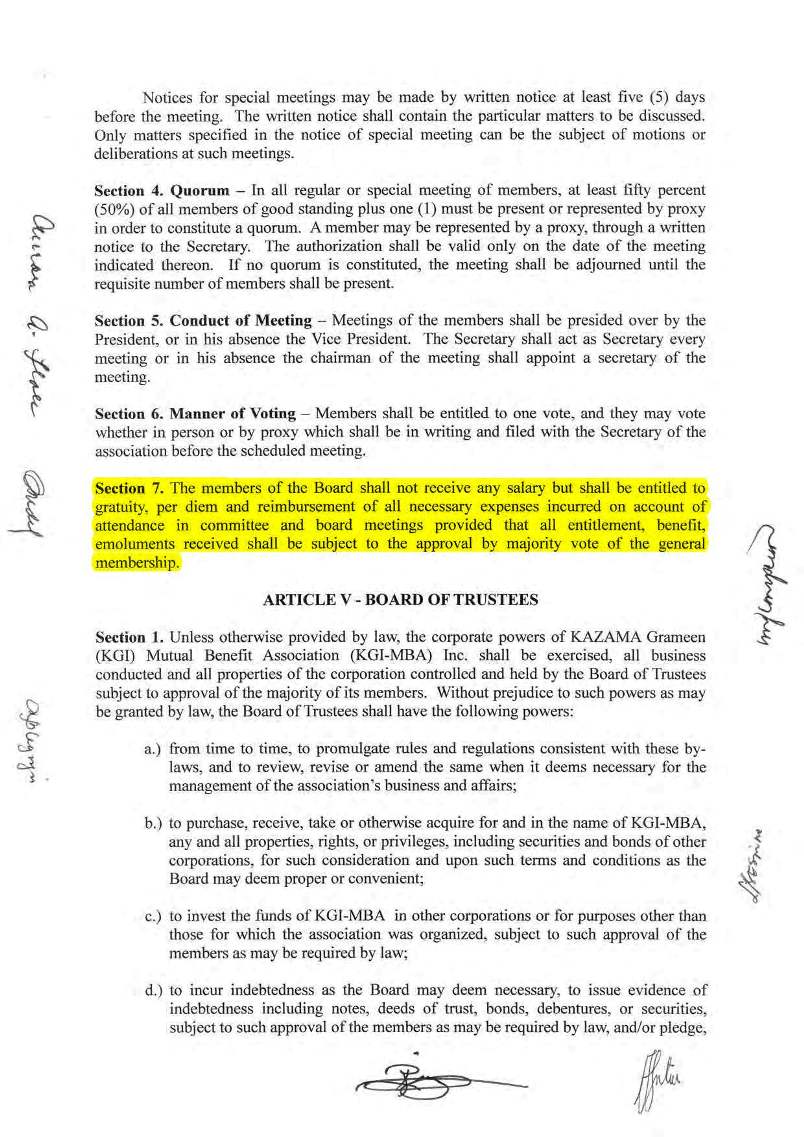 Notices for special meetings may be made by written notice at least five (5) days
before the meeting. The written notice shall contain the particular matters to be discussed.
Only matters specified in the notice of special meeting can be the subject of motions or
deliberations at such meetings.
Section 4. Quorum – In all regular or special meeting of members, at least fifty percent
(50%) of all members of good standing plus one (1) must be present or represented by proxy
in order to constitute a quorum. A member may be represented by a proxy, through a written
notice to the Secretary. The authorization shall be valid only on the date of the meeting
indicated thereon. If no quorum is constituted, the meeting shall be adjourned until the
requisite number of members shall be present.
Section 5. Conduct of Meeting – Meetings of the members shall be presided over by the
President, or in his absence the Vice President. The Secretary shall act as Secretary every
meeting or in his absence the chairman of the meeting shall appoint a secretary of the
meeting.
Section 6. Manner of Voting – Members shall be entitled to one vote, and they may vote
whether in person or by proxy which shall be in writing and filed with the Secretary of the
association before the scheduled meeting.
Section 7. The members of the Board shall not receive any salary but shall be entitled to
gratuity, per diem and reimbursement of all necessary expenses incurred on account of
attendance in committee and board meetings provided that all entitlement, benefit,
emoluments received shall be subject to the approval by majority vote of the general
membership.
ARTICLE V - BOARD OF TRUSTEES
Section 1. Unless otherwise provided by law, the corporate powers of KAZAMA Grameen
(KGI) Mutual Benefit Association (KGI-MBA) Inc. shall be exercised, all business
conducted and all properties of the corporation controlled and held by the Board of Trustees
subject to approval of the majority of its members. Without prejudice to such powers as may
be granted by law, the Board of Trustees shall have the following powers:
a.) from time to time, to promulgate rules and regulations consistent with these by-
laws, and to review, revise or amend the same when it deems necessary for the
management of the association's business and affairs;
b.) to purchase, receive, take or otherwise acquire for and in the name of KGI-MBA,
any and all properties, rights, or privileges, including securities and bonds of other
corporations, for such consideration and upon such terms and conditions as the
Board may deem proper or convenient;
c.) to invest the funds of KGI-MBA in other corporations or for purposes other than
those for which the association was organized, subject to such approval of the
members as may be required by law;
d.) to incur indebtedness as the Board may deem necessary, to issue evidence of
indebtedness including notes, deeds of trust, bonds, debentures, or securities,
subject to such approval of the members as may be required by law, and/or pledge,